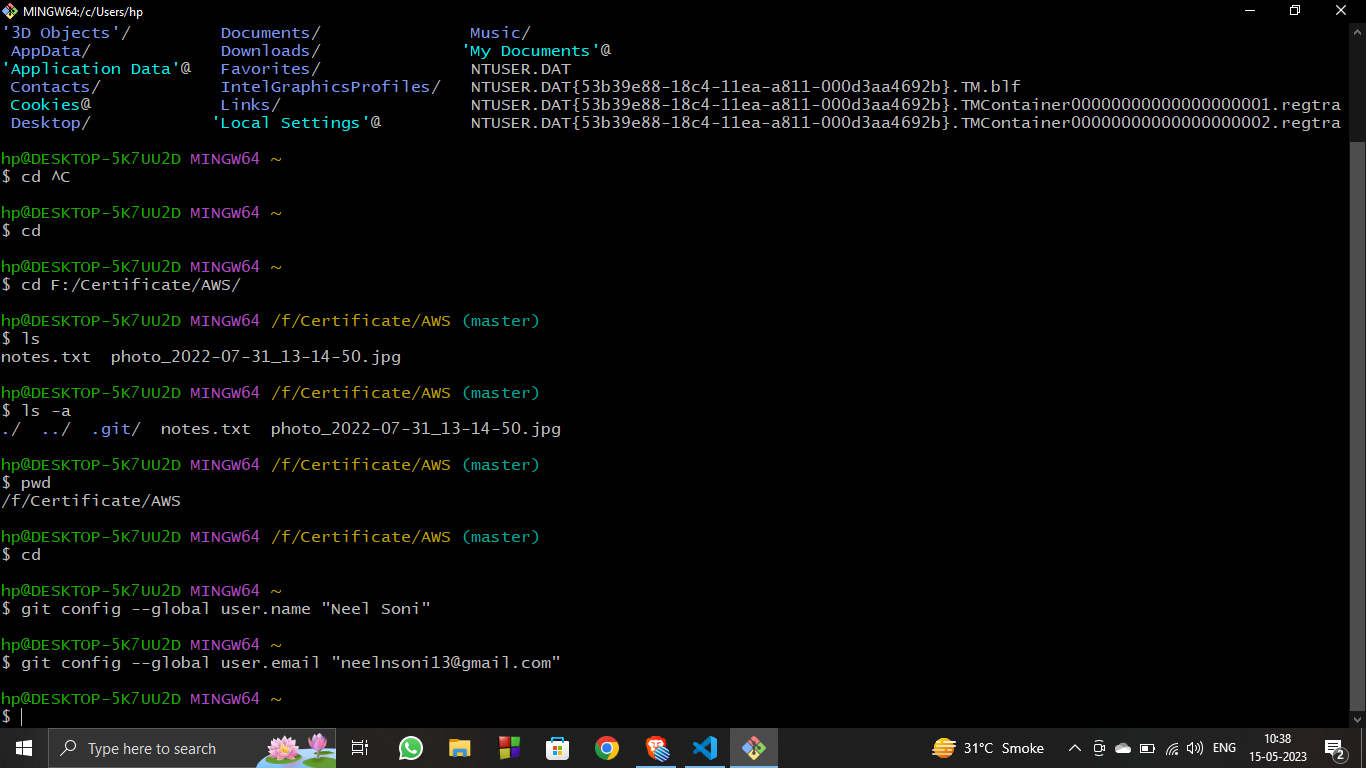 MINGW64:/c/Users/hp
'3D Objects'/         Documents/               Music/
 AppData/             Downloads/              'My Documents'@
'Application Data'@   Favorites/               NTUSER.DAT
 Contacts/            IntelGraphicsProfiles/   NTUSER.DAT{53b39e88-18c4-11ea-a811-000d3aa4692b}.TM.blf
 Cookies@             Links/                   NTUSER.DAT{53b39e88-18c4-11ea-a811-000d3aa4692b}.TMContainer00000000000000000001.regtra
 Desktop/            'Local Settings'@         NTUSER.DAT{53b39e88-18c4-11ea-a811-000d3aa4692b}.TMContainer00000000000000000002.regtra
hp@DESKTOP-5K7UU2D MINGW64 ~
$ cd ^C
hp@DESKTOP-5K7UU2D MINGW64 ~
$ cd
hp@DESKTOP-5K7UU2D MINGW64 ~
$ cd F:/Certificate/AWS/
hp@DESKTOP-5K7UU2D MINGW64 /f/Certificate/AWS (master)
$ ls
notes.txt  photo_2022-07-31_13-14-50.jpg
hp@DESKTOP-5K7UU2D MINGW64 /f/Certificate/AWS (master)
$ ls -a
./  ../  .git/  notes.txt  photo_2022-07-31_13-14-50.jpg
hp@DESKTOP-5K7UU2D MINGW64 /f/Certificate/AWS (master)
$ pwd
/f/Certificate/AWS
hp@DESKTOP-5K7UU2D MINGW64 /f/Certificate/AWS (master)
$ cd
hp@DESKTOP-5K7UU2D MINGW64 ~
$ git config --global user.name "Neel Soni"
hp@DESKTOP-5K7UU2D MINGW64 ~
$ git config --global user.email "neelnsoni13@gmail.com"
hp@DESKTOP-5K7UU2D MINGW64 ~
$
Type here to search
31°C Smoke
ENG
10:38
15-05-2023
2